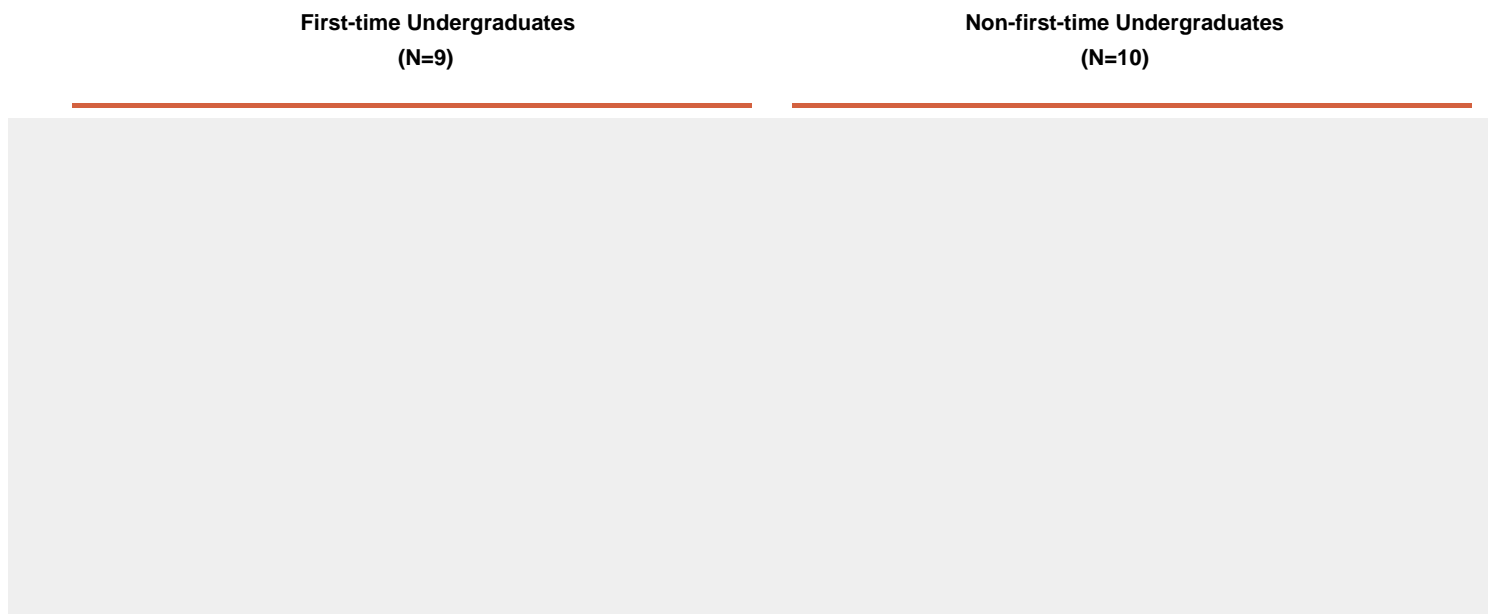 First-time Undergraduates
(N=9)
Non-first-time Undergraduates
(N=10)